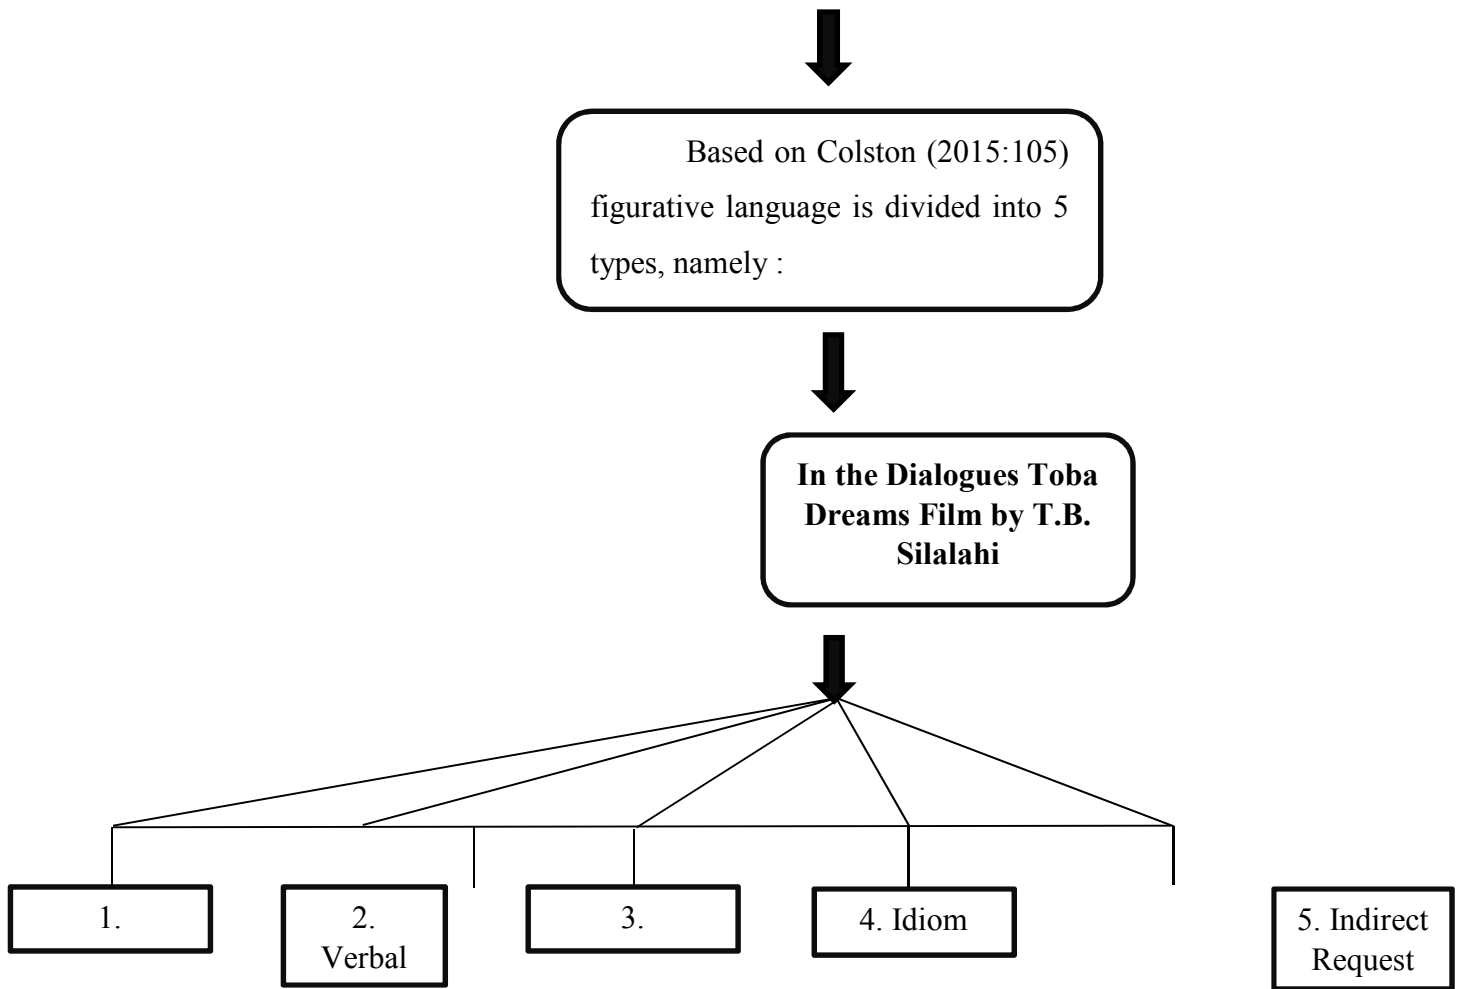 Based on Colston (2015:105)
figurative language is divided into 5
types, namely :
In the Dialogues Toba
Dreams Film by T.B.
Silalahi
1.
2.
Verbal
3.
4. Idiom
5. Indirect
Request